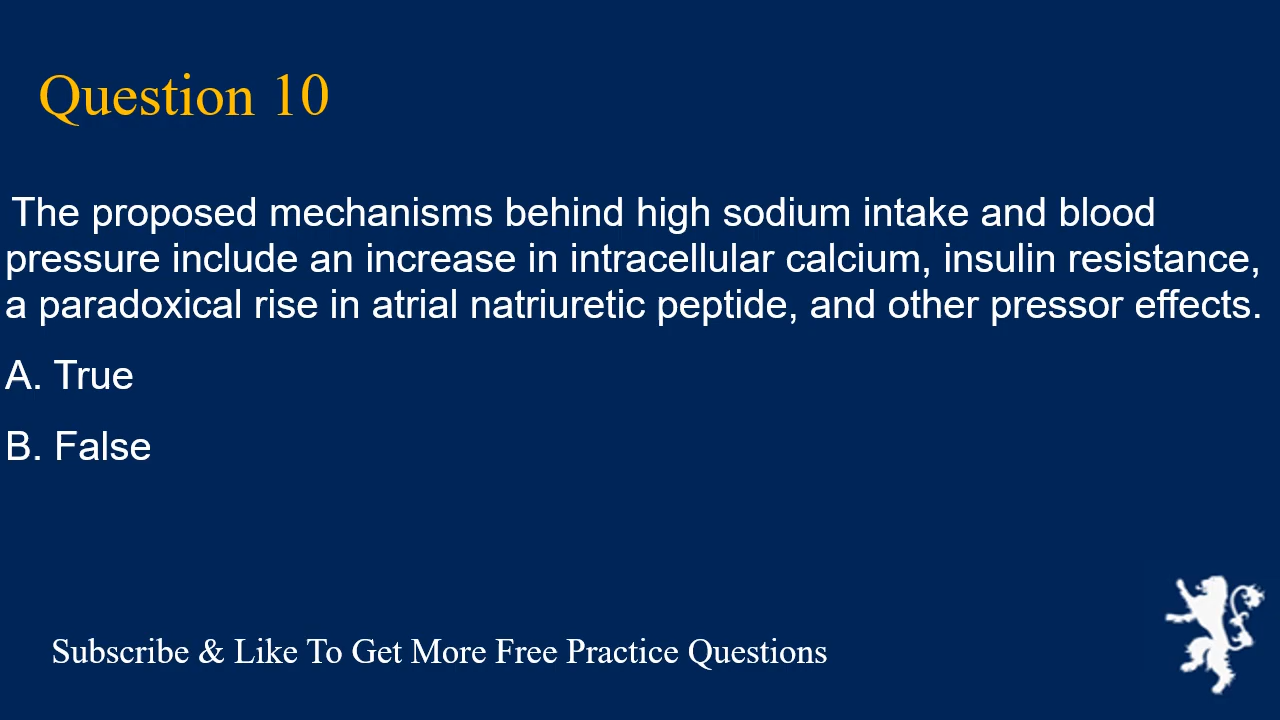 Question 10
The proposed mechanisms behind high sodium intake and blood
pressure include an increase in intracellular calcium, insulin resistance,
a paradoxical rise in atrial natriuretic peptide, and other pressor effects.
A. True
B. False
Subscribe & Like To Get More Free Practice Questions